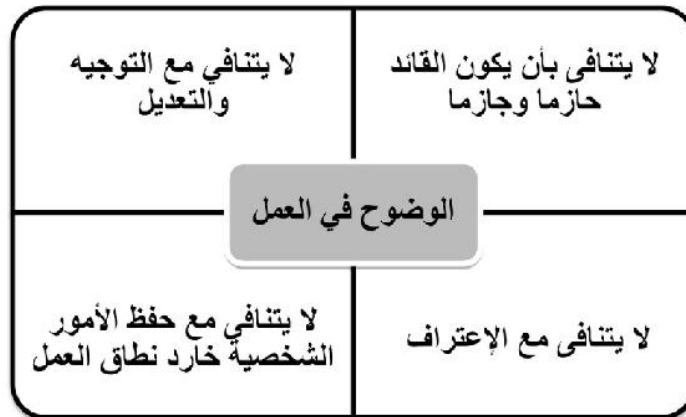 لا يتنافى بأن يكون القائد
حازما وجازما
لا يتنافي مع التوجيه
والتعديل
الوضوح في العمل
لا يتنافى مع الإعتراف
لا يتنافي مع حفظ الأمور
الشخصية خارد نطاق العمل